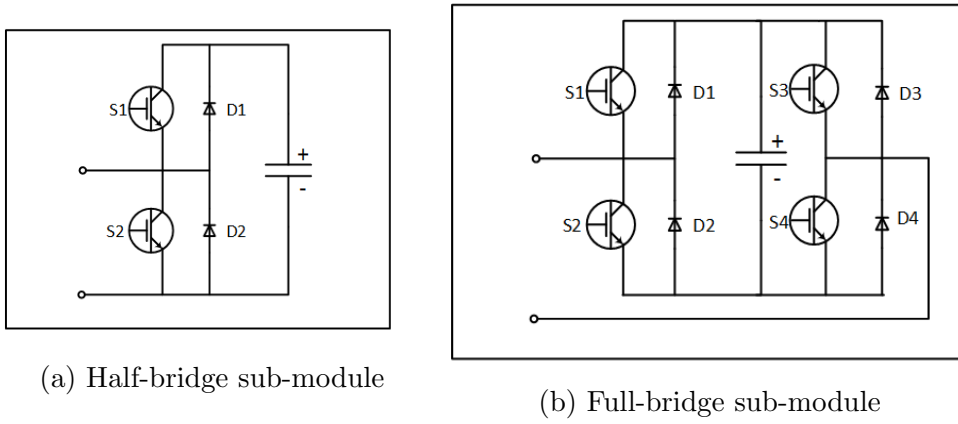 S1
D1
+
-
S2
D2
(a) Half-bridge sub-module
S1
D1
S3
D3
+
-
S2
D2
S4
D4
(b) Full-bridge sub-module